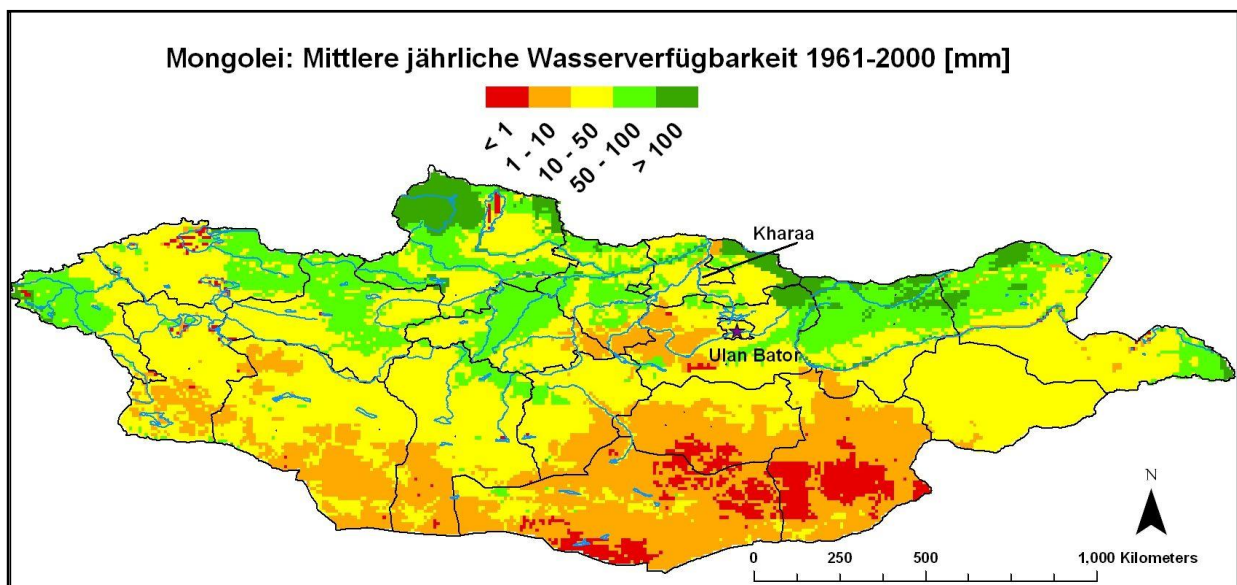 Mongolei: Mittlere jährliche Wasserverfügbarkeit 1961-2000 [mm]
< 1
1 - 10
10 - 50
50 - 100
> 100
Kharaa
Ulan Bator
N
0 250 500 1,000 Kilometers